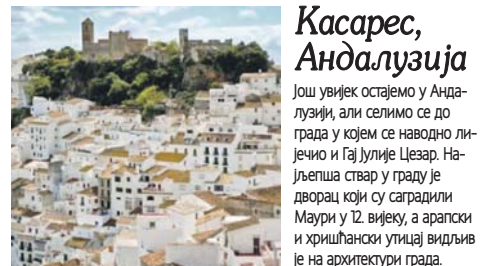 Касарес,
Андалузија
Још увијек остајемо у Анда-
лузији, али селимо се до
града у којем се наводно ли-
јечио и Гај Јулије Цезар. На-
јљепша ствар у граду је
дворац који су саградили
Маури у 12. вијеку, а арапски
и хришћански утицај видљив
је на архитектури града.